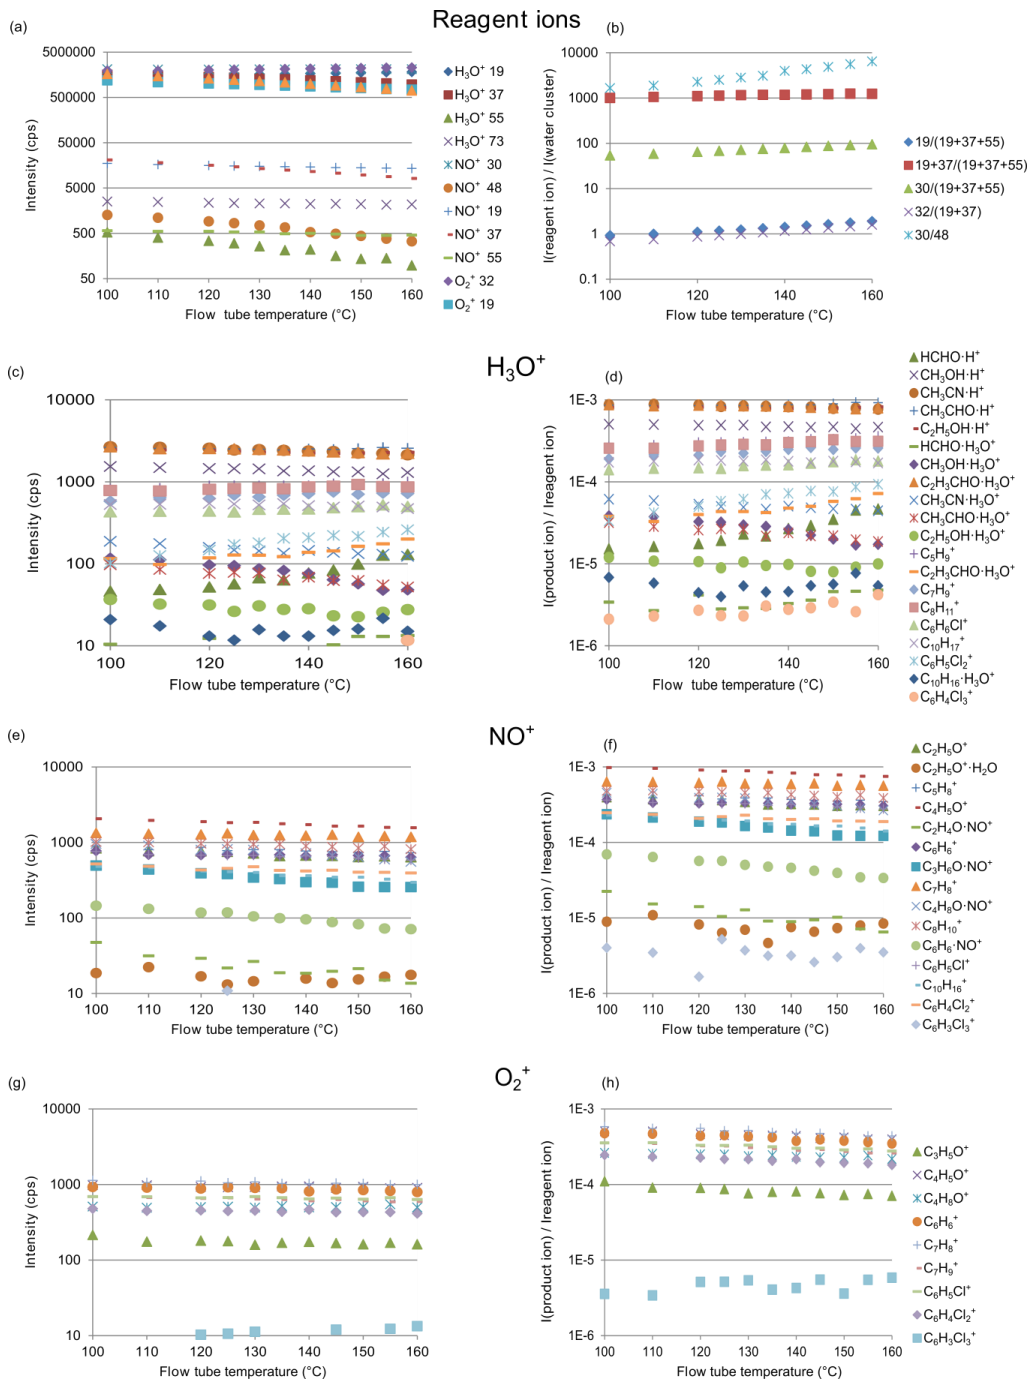 Reagent ions
(a)
5000000
500000
50000
5000
500
50
Intensity (cps)
100 110 120 130 140 150 160
Flow tube temperature (°C)
H₃O⁺ 19
H₃O⁺ 37
H₃O⁺ 55
H₃O⁺ 73
NO⁺ 30
NO⁺ 48
NO⁺ 19
NO⁺ 37
NO⁺ 55
O₂⁺ 32
O₂⁺ 19
(b)
10000
1000
100
10
1
0.1
I(reagent ion) / I(water cluster)
100 110 120 130 140 150 160
Flow tube temperature (°C)
19/(19+37+55)
19+37/(19+37+55)
30/(19+37+55)
32/(19+37)
30/48
H₃O⁺
(c)
10000
1000
100
10
Intensity (cps)
100 110 120 130 140 150 160
Flow tube temperature (°C)
(d)
1E-3
1E-4
1E-5
1E-6
I(product ion) / Ireagent ion)
100 110 120 130 140 150 160
Flow tube temperature (°C)
HCHO·H⁺
CH₃OH·H⁺
CH₃CN·H⁺
CH₃CHO·H⁺
C₂H₅OH·H⁺
HCHO·H₃O⁺
CH₃OH·H₃O⁺
C₂H₃CHO·H₃O⁺
CH₃CN·H₃O⁺
CH₃CHO·H₃O⁺
C₂H₅OH·H₃O⁺
C₅H₉⁺
C₂H₃CHO·H₃O⁺
C₇H₉⁺
C₈H₁₁⁺
C₆H₆Cl⁺
C₁₀H₁₇⁺
C₆H₅Cl₂⁺
C₁₀H₁₆·H₃O⁺
C₆H₄Cl₃⁺
NO⁺
(e)
10000
1000
100
10
Intensity (cps)
100 110 120 130 140 150 160
Flow tube temperature (°C)
(f)
1E-3
1E-4
1E-5
1E-6
I(product ion) / Ireagent ion)
100 110 120 130 140 150 160
Flow tube temperature (°C)
C₂H₅O⁺
C₂H₅O⁺·H₂O
C₅H₈⁺
C₄H₅O⁺
C₂H₄O·NO⁺
C₆H₆⁺
C₃H₆O·NO⁺
C₇H₈⁺
C₄H₈O·NO⁺
C₈H₁₀⁺
C₆H₆·NO⁺
C₆H₅Cl⁺
C₁₀H₁₆⁺
C₆H₄Cl₂⁺
C₆H₃Cl₃⁺
O₂⁺
(g)
10000
1000
100
10
Intensity (cps)
100 110 120 130 140 150 160
Flow tube temperature (°C)
(h)
1E-3
1E-4
1E-5
1E-6
I(product ion) / Ireagent ion)
100 110 120 130 140 150 160
Flow tube temperature (°C)
C₃H₅O⁺
C₄H₅O⁺
C₄H₈O⁺
C₆H₆⁺
C₇H₈⁺
C₇H₉⁺
C₆H₅Cl⁺
C₆H₄Cl₂⁺
C₆H₃Cl₃⁺